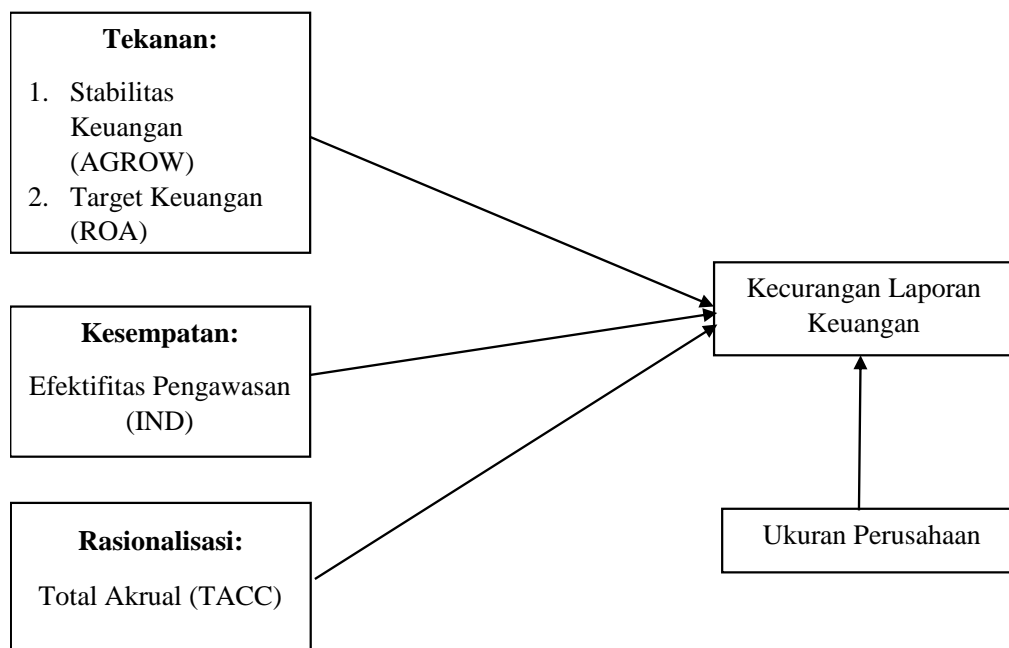 Tekanan:
1. Stabilitas
Keuangan
(AGROW)
2. Target Keuangan
(ROA)
Kesempatan:
Efektifitas Pengawasan
(IND)
Rasionalisasi:
Total Akrual (TACC)
Kecurangan Laporan
Keuangan
Ukuran Perusahaan